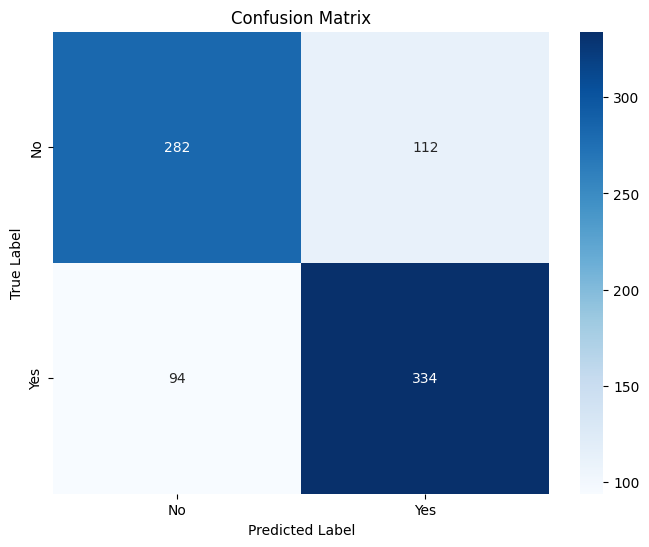 Confusion Matrix
True Label
No
282
112
Yes
94
334
No
Yes
Predicted Label
300
250
200
150
100